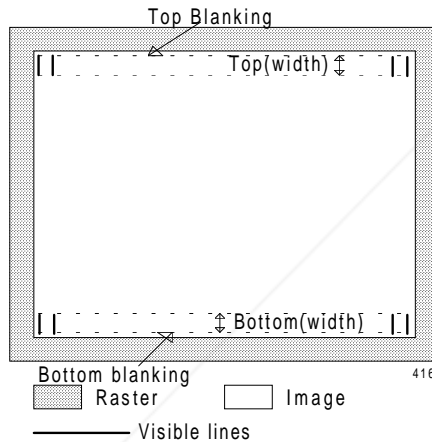 Top Blanking
Top(width)
Bottom(width)
Bottom blanking
416
Raster Image
Visible lines